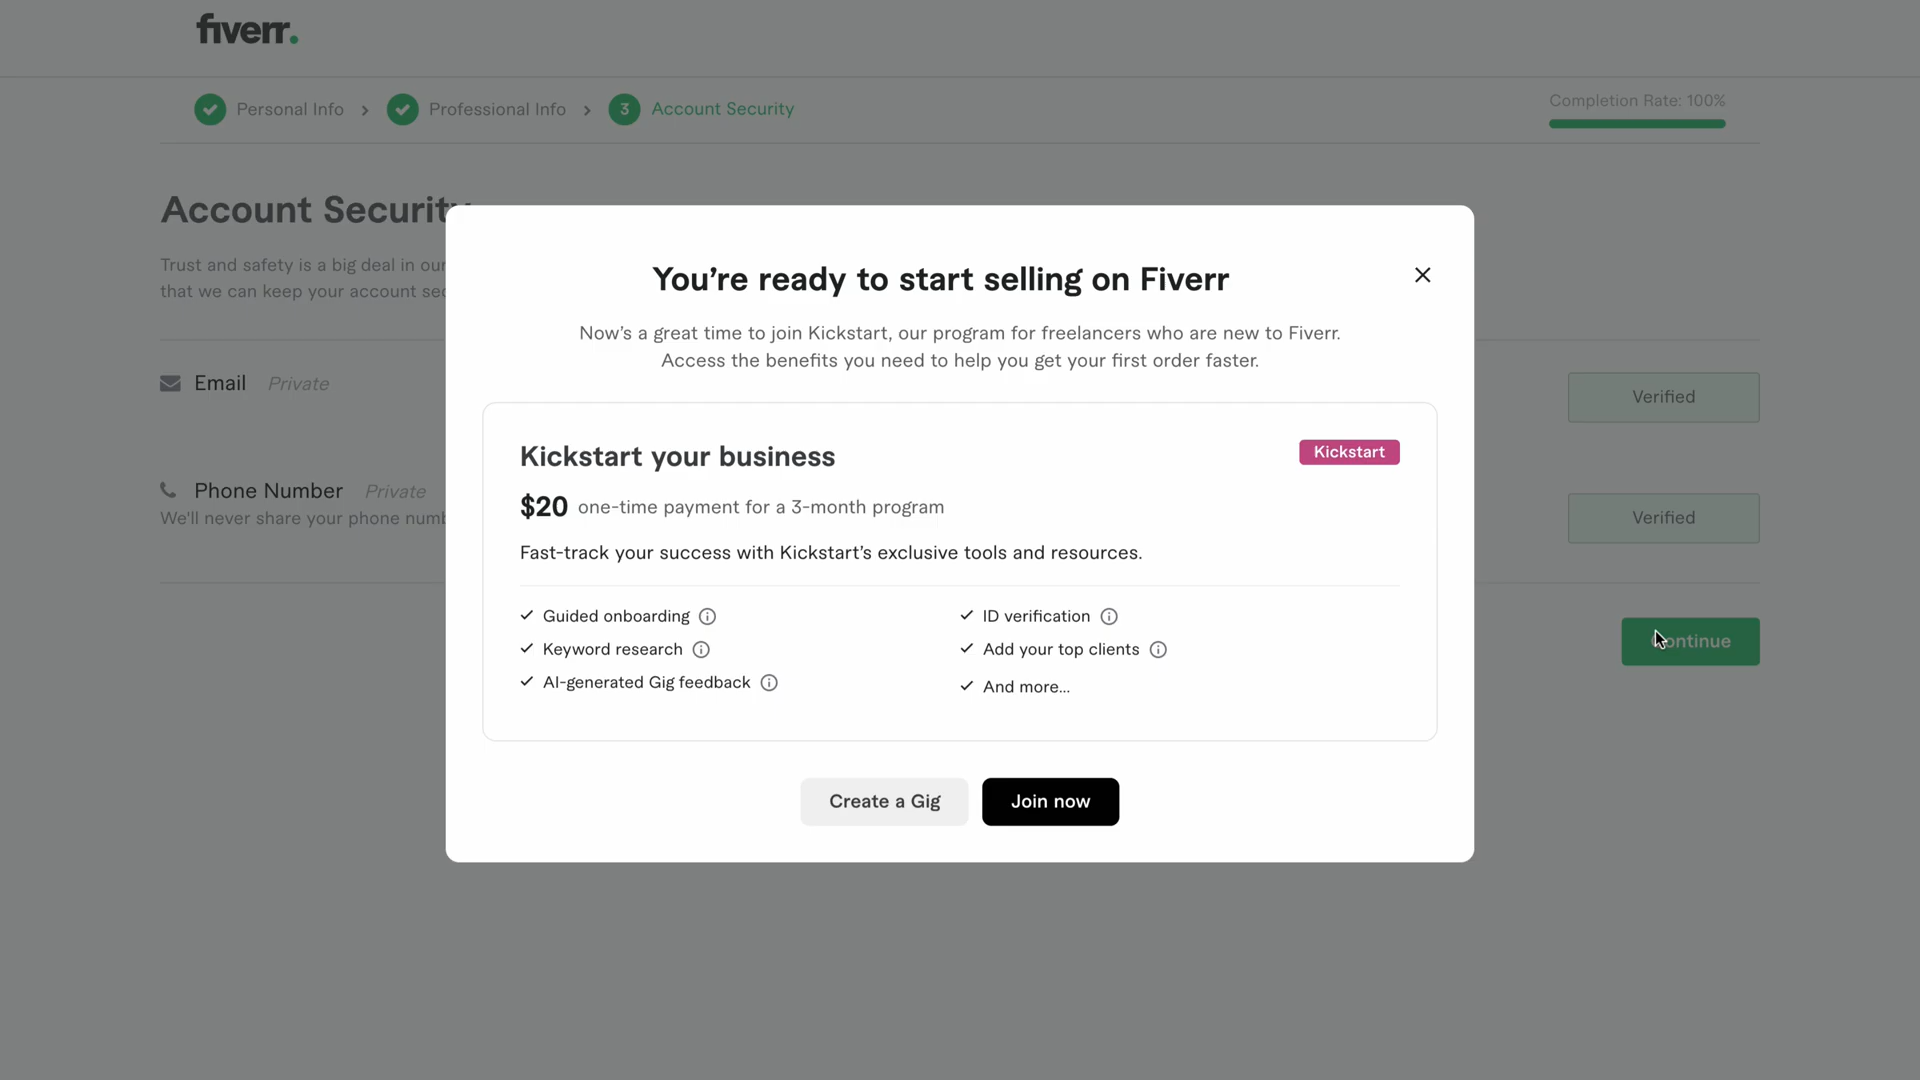 fiverr.
Personal Info
Professional Info
3
Account Security
Completion Rate: 100%
Account Security
Trust and safety is a big deal in our
that we can keep your account
Email
Private
Verified
Phone Number
Private
We'll never share your phone
Verified
Continue
You're ready to start selling on Fiverr
Now's a great time to join Kickstart, our program for freelancers who are new to Fiverr.
Access the benefits you need to help you get your first order faster.
Kickstart your business
Kickstart
$20 one-time payment for a 3-month program
Fast-track your success with Kickstart's exclusive tools and resources.
Guided onboarding
Keyword research
AI-generated Gig feedback
ID verification
Add your top clients
And more...
Create a Gig
Join now